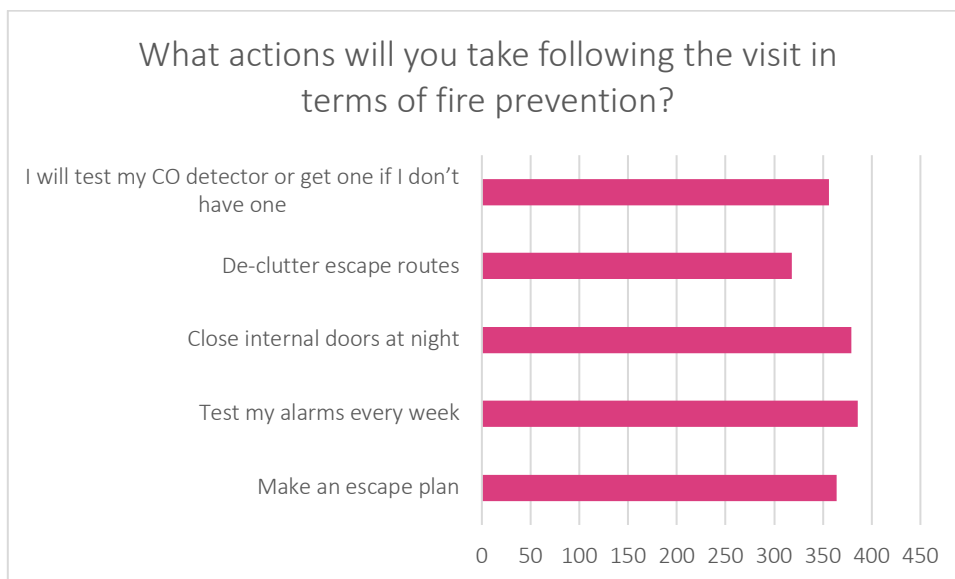 What actions will you take following the visit in
terms of fire prevention?
I will test my CO detector or get one if I don’t
have one
De-clutter escape routes
Close internal doors at night
Test my alarms every week
Make an escape plan
0 50 100 150 200 250 300 350 400 450